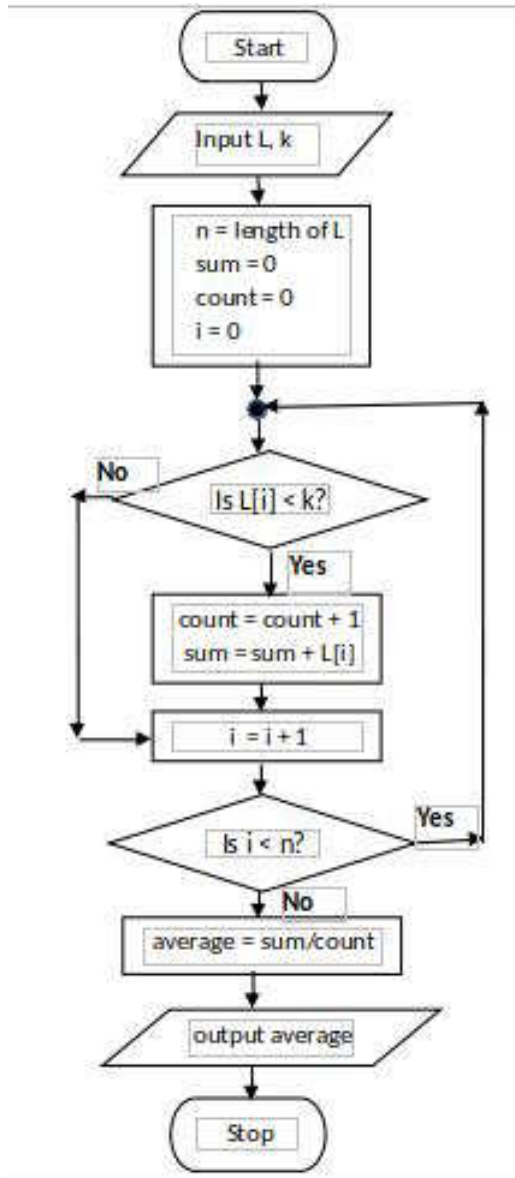 Start
Input L, k
n = length of L
sum = 0
count = 0
i = 0
No
Is L[i] < k?
Yes
count = count + 1
sum = sum + L[i]
i = i + 1
Is i < n?
Yes
No
average = sum/count
output average
Stop